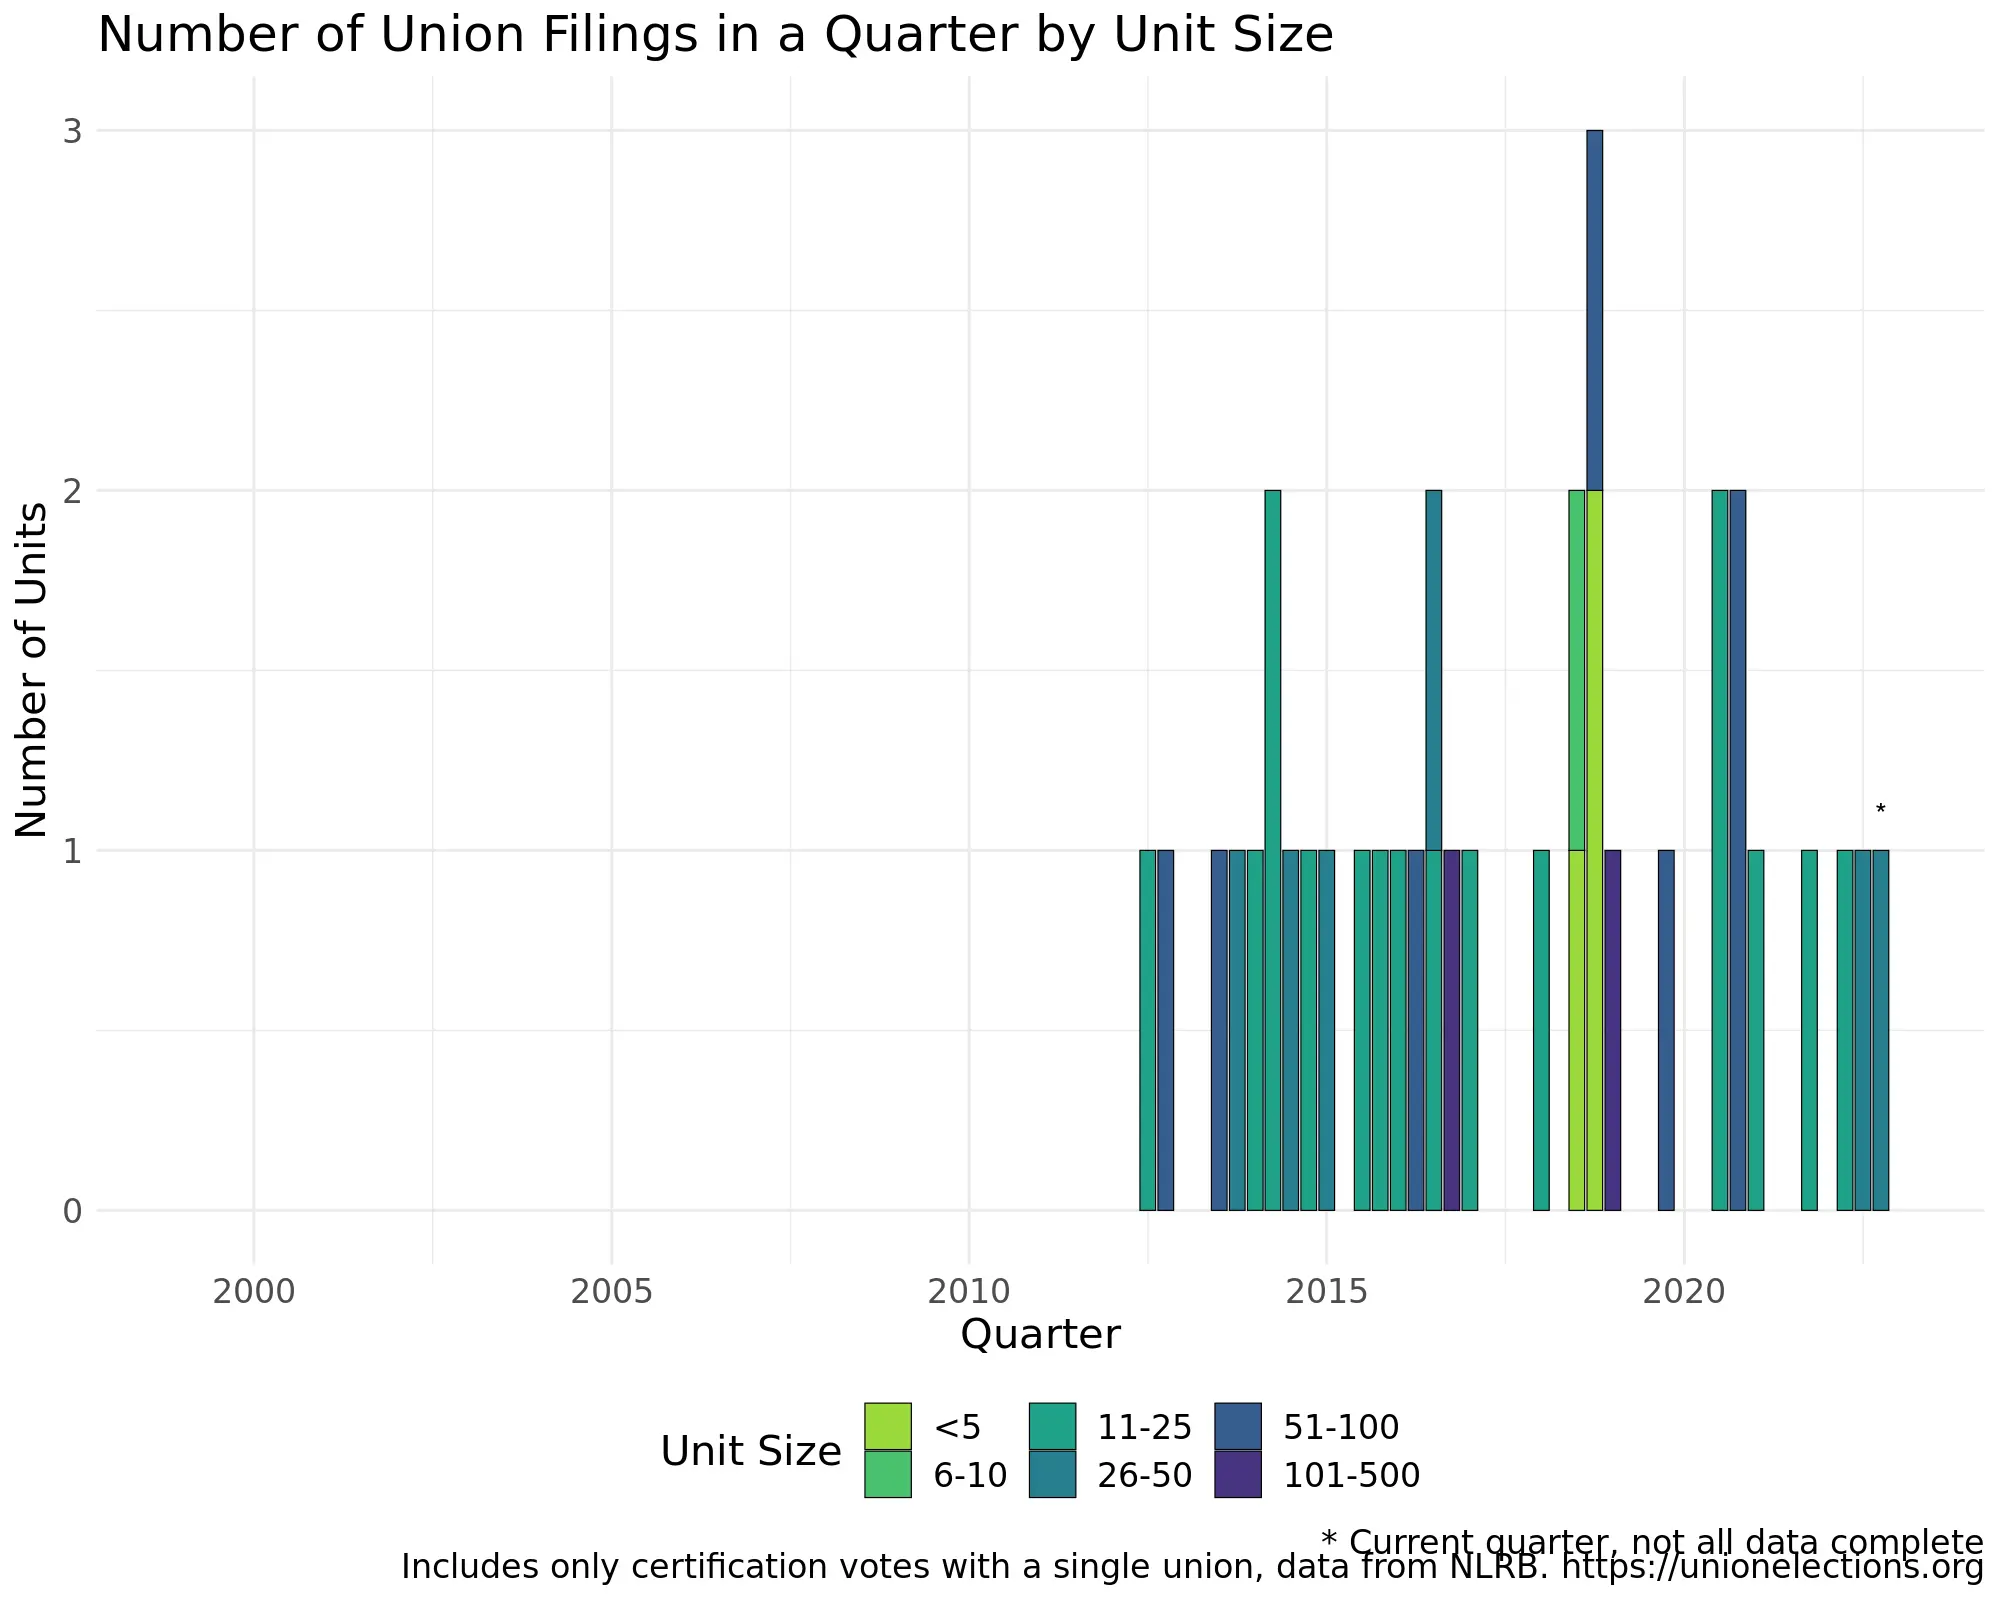 Number of Union Filings in a Quarter by Unit Size
3
2
1
0
Number of Units
*
2000 2005 2010 2015 2020
Quarter
Unit Size
<5 11-25 51-100
6-10 26-50 101-500
* Current quarter, not all data complete
Includes only certification votes with a single union, data from NLRB. https://unionelections.org